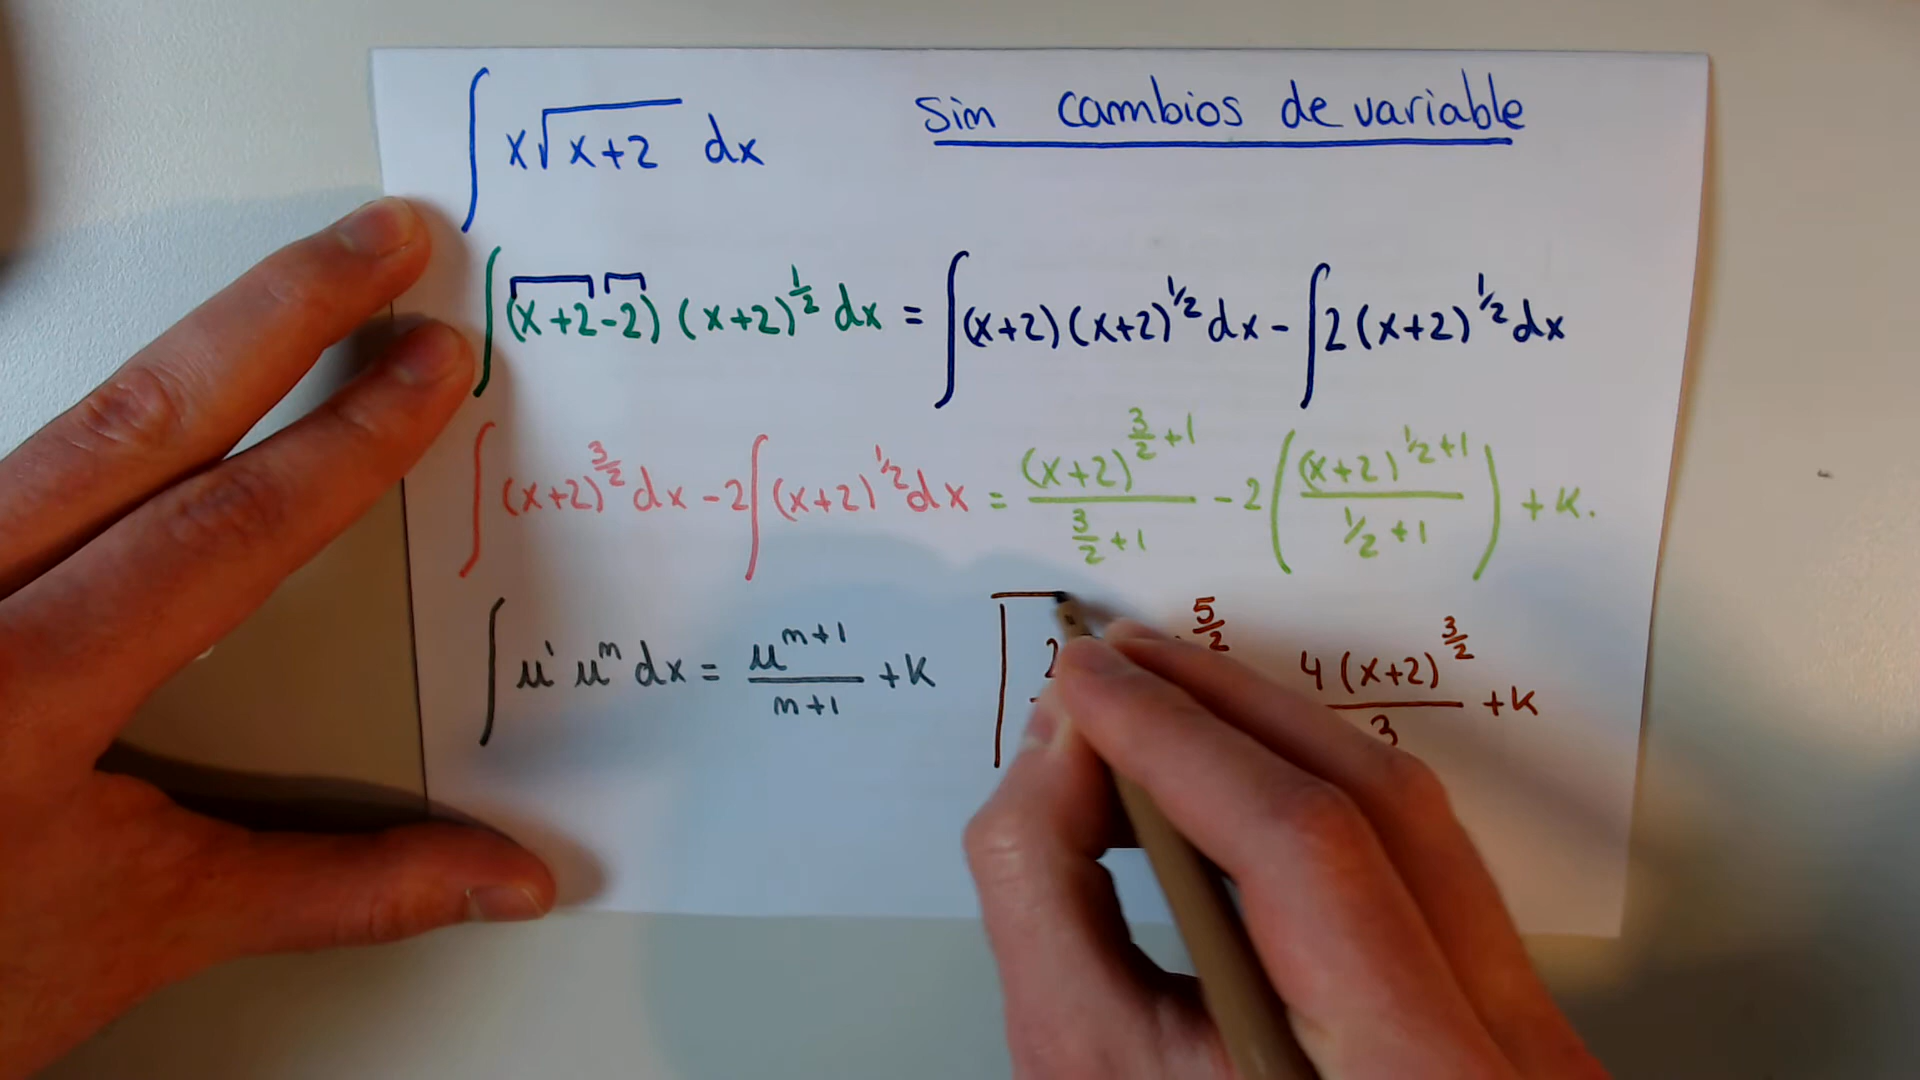 ∫ x√(x+2) dx    Sin cambios de variable
∫ (x+2-2) (x+2)^(1/2) dx = ∫ (x+2)(x+2)^(1/2) dx - ∫ 2(x+2)^(1/2) dx
∫ (x+2)^(3/2) dx - 2 ∫ (x+2)^(1/2) dx = (x+2)^(3/2+1) / (3/2+1) - 2( (x+2)^(1/2+1) / (1/2+1) ) + K.
∫ u' u^n dx = u^(n+1) / (n+1) + K    2 ^(5/2) 4(x+2)^(3/2) / 3 + K